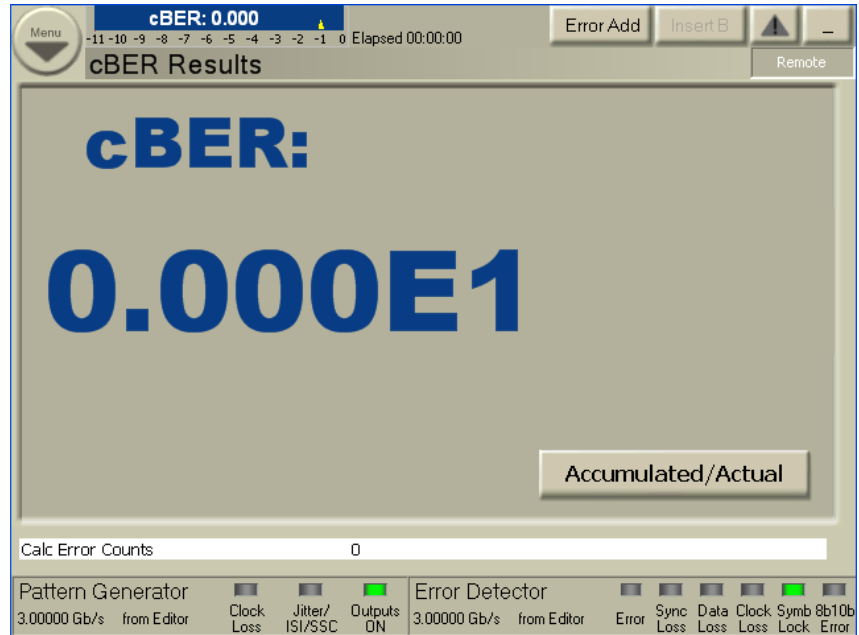 Menu
cBER: 0.000
-11 -10 -9 -8 -7 -6 -5 -4 -3 -2 -1 0
Elapsed 00:00:00
Error Add
Insert B
Remote
cBER Results
cBER:
0.000E1
Accumulated/Actual
Calc Error Counts 0
Pattern Generator
3.00000 Gb/s from Editor
Clock Loss
Jitter/ ISI/SSC
Outputs ON
Error Detector
3.00000 Gb/s from Editor
Error
Sync Loss
Data Loss
Clock Loss
Symb Lock
8b10b Error